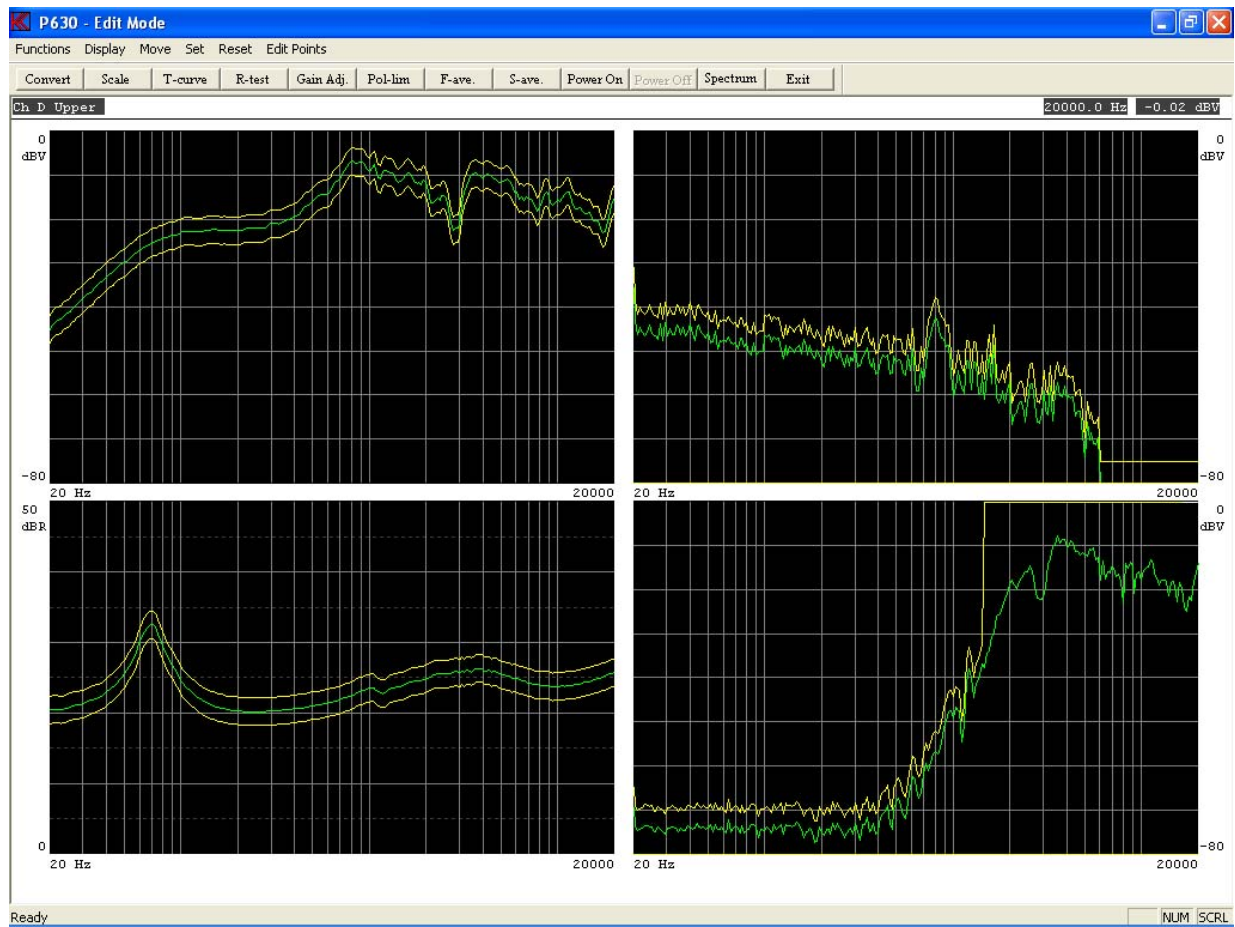 P630 - Edit Mode
Functions Display Move Set Reset Edit Points
Convert Scale T-curve R-test Gain Adj. Pol-lim F-ave. S-ave. Power On Power Off Spectrum Exit
Ch D Upper 20000.0 Hz -0.02 dBV
0 0
dBV dBV
-80 -80
20 Hz 20000 20 Hz 20000
50 0
dBR dBV
0 -80
20 Hz 20000 20 Hz 20000
Ready NUM SCRL